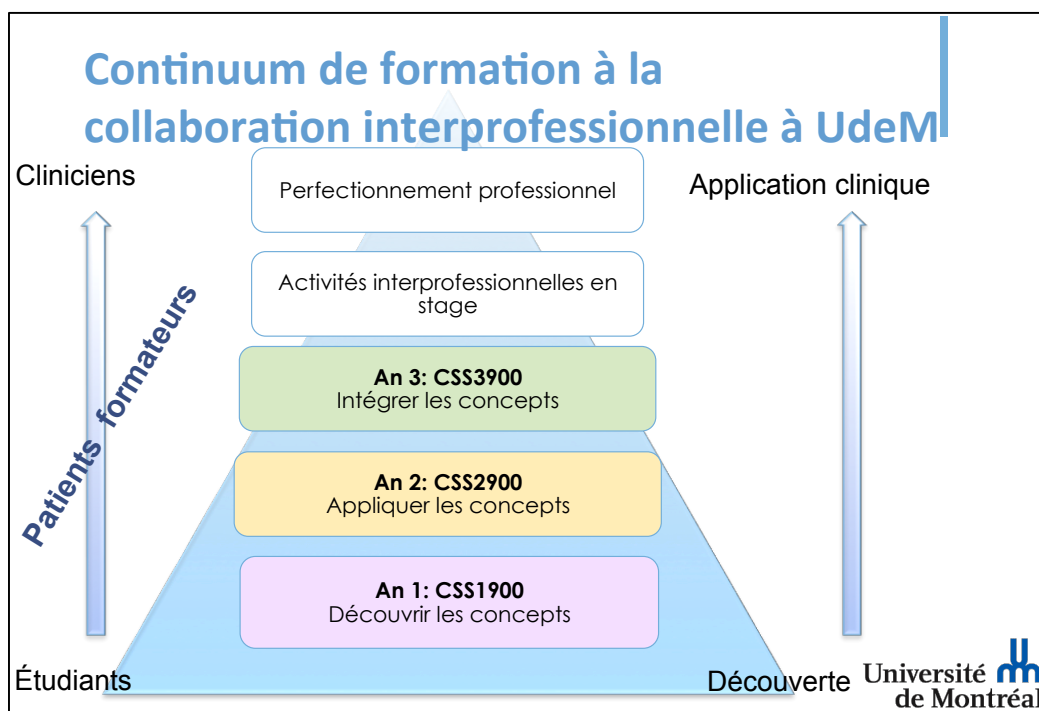 Continuum de formation à la
collaboration interprofessionnelle à UdeM
Cliniciens
Application clinique
Perfectionnement professionnel
Activités interprofessionnelles en
stage
Patients formateurs
An 3: CSS3900
Intégrer les concepts
An 2: CSS2900
Appliquer les concepts
An 1: CSS1900
Découvrir les concepts
Étudiants
Découverte
Université
de Montréal